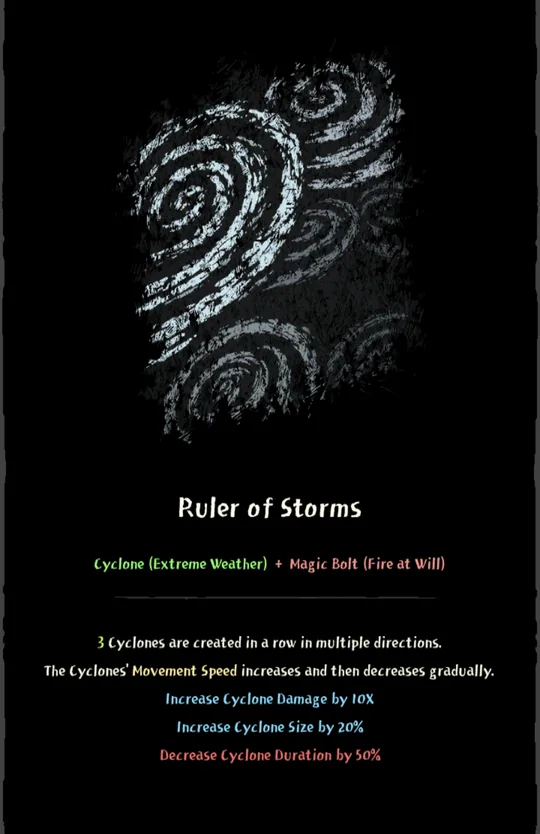 Ruler of Storms
Cyclone (Extreme Weather) + Magic Bolt (Fire at Will)
3 Cyclones are created in a row in multiple directions.
The Cyclones' Movement Speed increases and then decreases gradually.
Increase Cyclone Damage by 10X
Increase Cyclone Size by 20%
Decrease Cyclone Duration by 50%